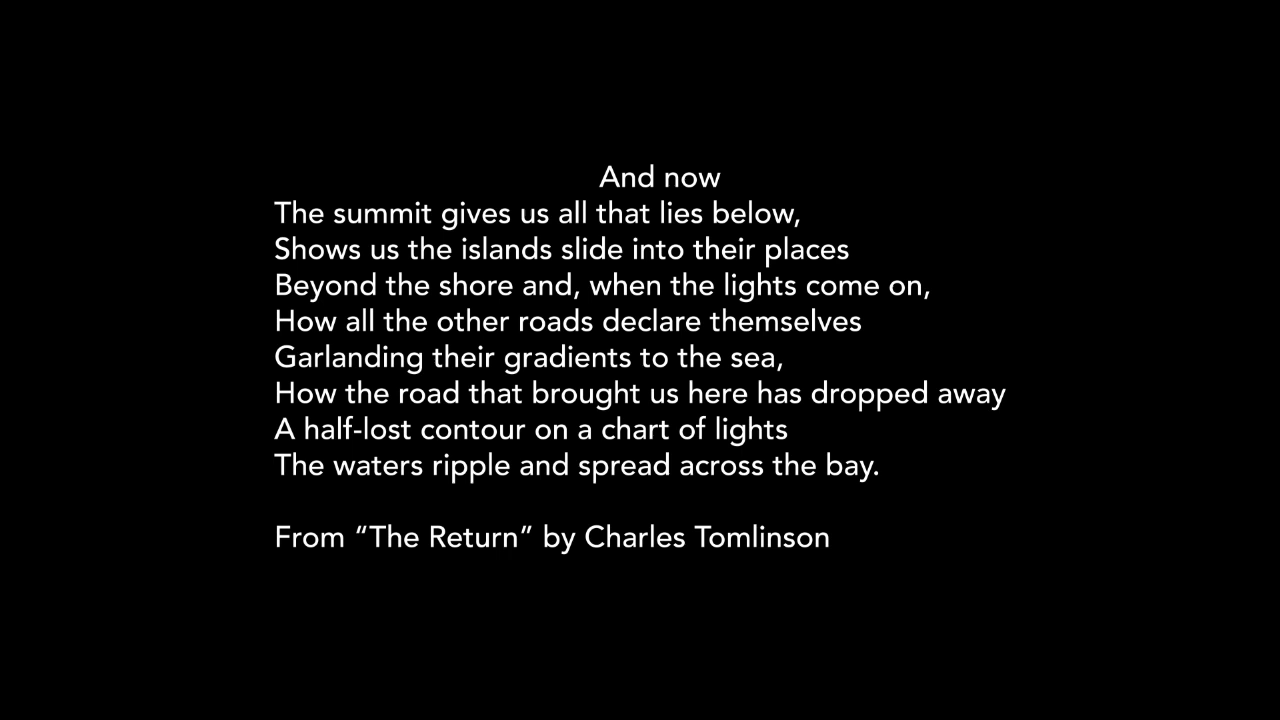 And now
The summit gives us all that lies below,
Shows us the islands slide into their places
Beyond the shore and, when the lights come on,
How all the other roads declare themselves
Garlanding their gradients to the sea,
How the road that brought us here has dropped away
A half-lost contour on a chart of lights
The waters ripple and spread across the bay.
From “The Return” by Charles Tomlinson